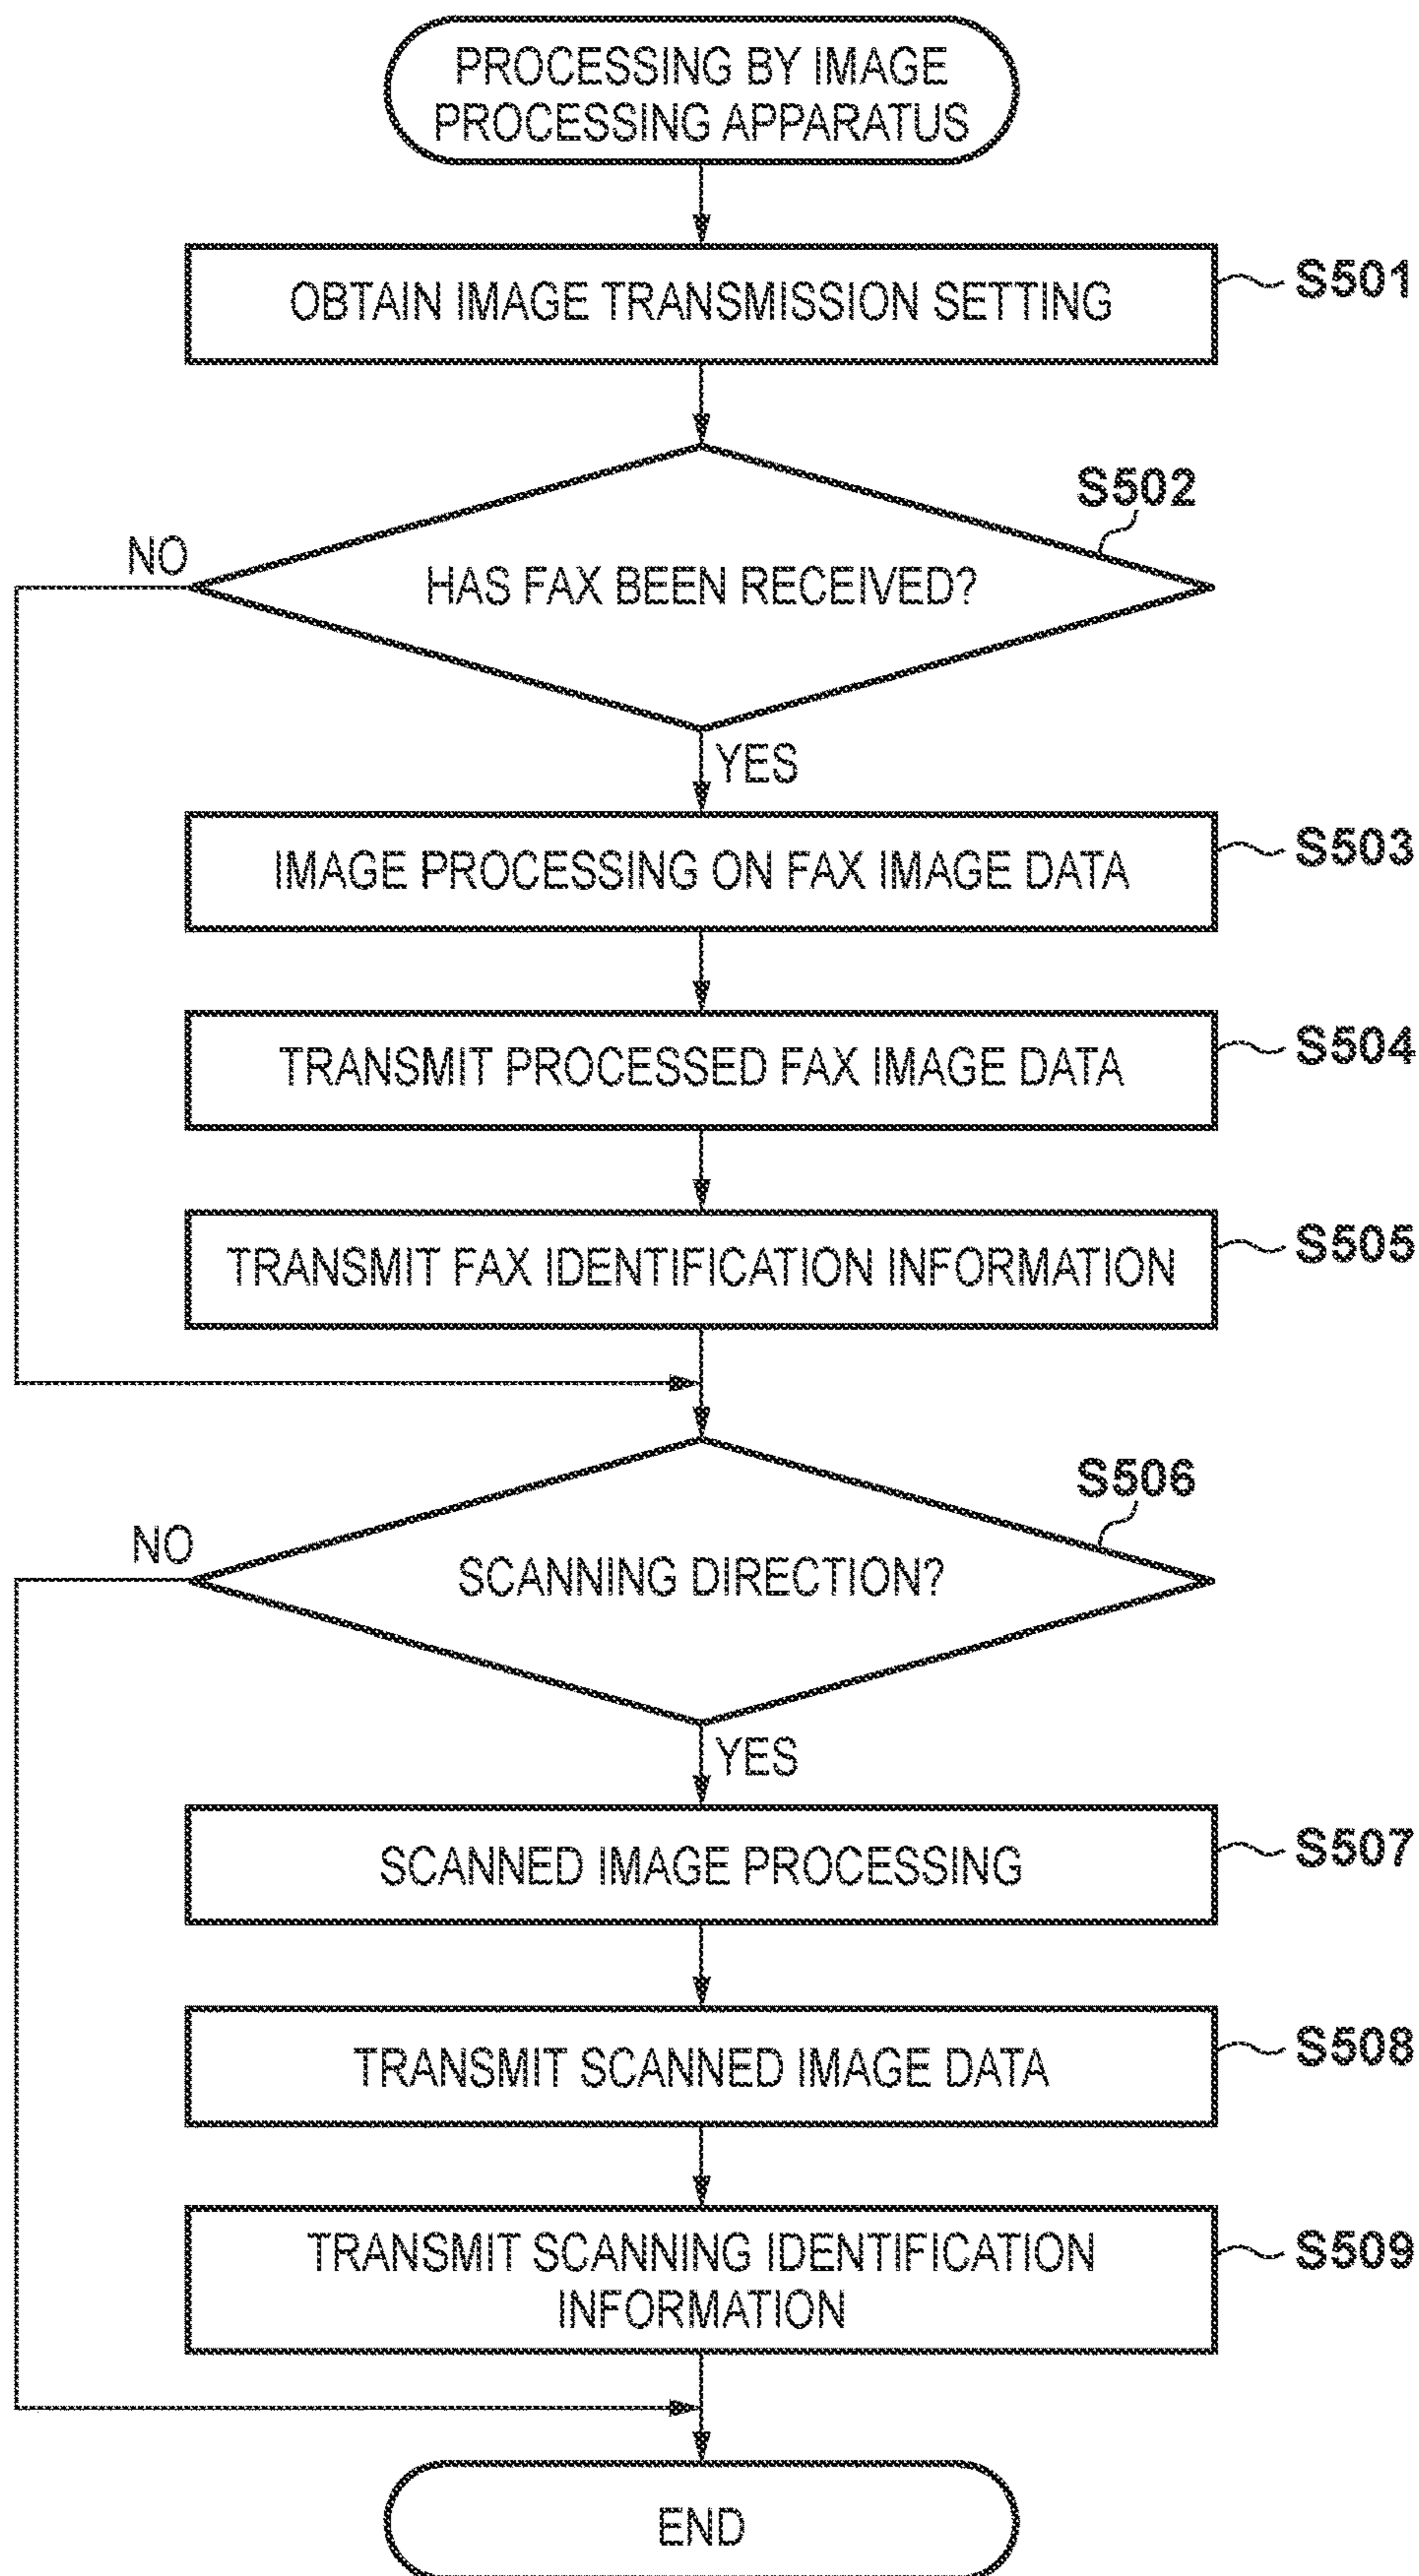 PROCESSING BY IMAGE
PROCESSING APPARATUS
OBTAIN IMAGE TRANSMISSION SETTING
S501
S502
NO
HAS FAX BEEN RECEIVED?
YES
IMAGE PROCESSING ON FAX IMAGE DATA
S503
TRANSMIT PROCESSED FAX IMAGE DATA
S504
TRANSMIT FAX IDENTIFICATION INFORMATION
S505
S506
NO
SCANNING DIRECTION?
YES
SCANNED IMAGE PROCESSING
S507
TRANSMIT SCANNED IMAGE DATA
S508
TRANSMIT SCANNING IDENTIFICATION
INFORMATION
S509
END